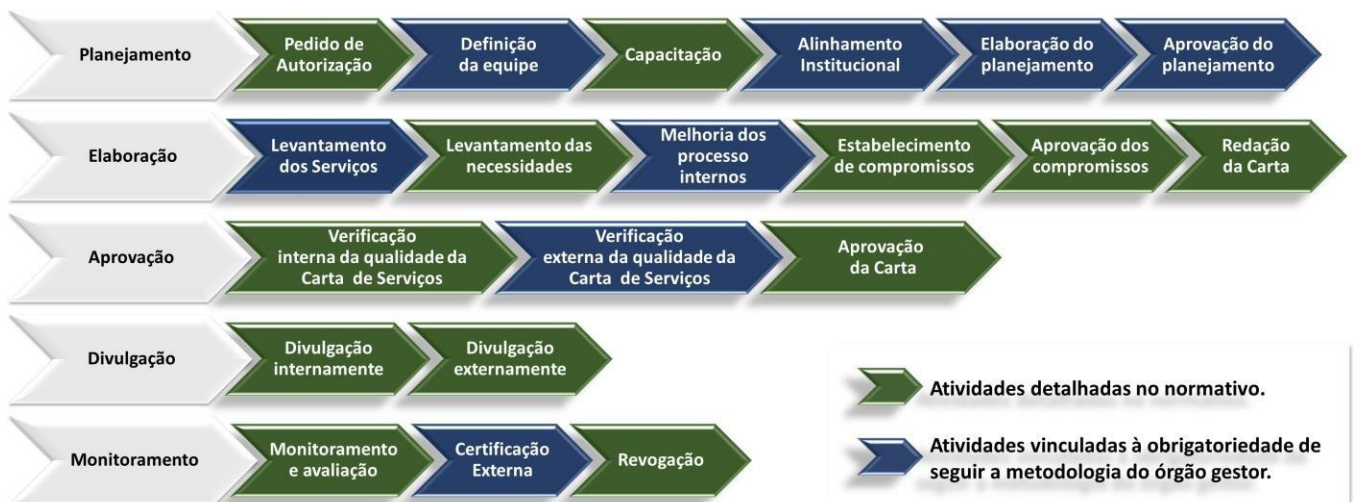 Planejamento
Pedido de
Autorização
Definição
da equipe
Capacitação
Alinhamento
Institucional
Elaboração do
planejamento
Aprovação do
planejamento
Elaboração
Levantamento
dos Serviços
Levantamento das
necessidades
Melhoria dos
processo
internos
Estabelecimento
de compromissos
Aprovação dos
compromissos
Redação
da Carta
Aprovação
Verificação
interna da qualidade da
Carta de Serviços
Verificação
externa da qualidade da
Carta de Serviços
Aprovação
da Carta
Divulgação
Divulgação
internamente
Divulgação
externamente
Atividades detalhadas no normativo.
Atividades vinculadas à obrigatoriedade de
seguir a metodologia do órgão gestor.
Monitoramento
Monitoramento
e avaliação
Certificação
Externa
Revogação